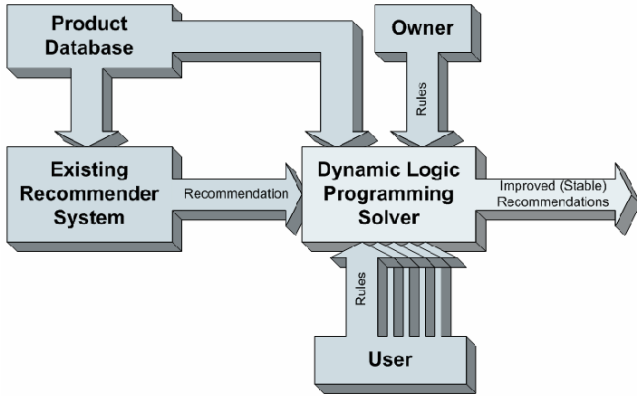 Product
Database
Owner
Rules
Existing
Recommender
System
Recommendation
Dynamic Logic
Programming
Solver
Improved (Stable)
Recommendations
Rules
User